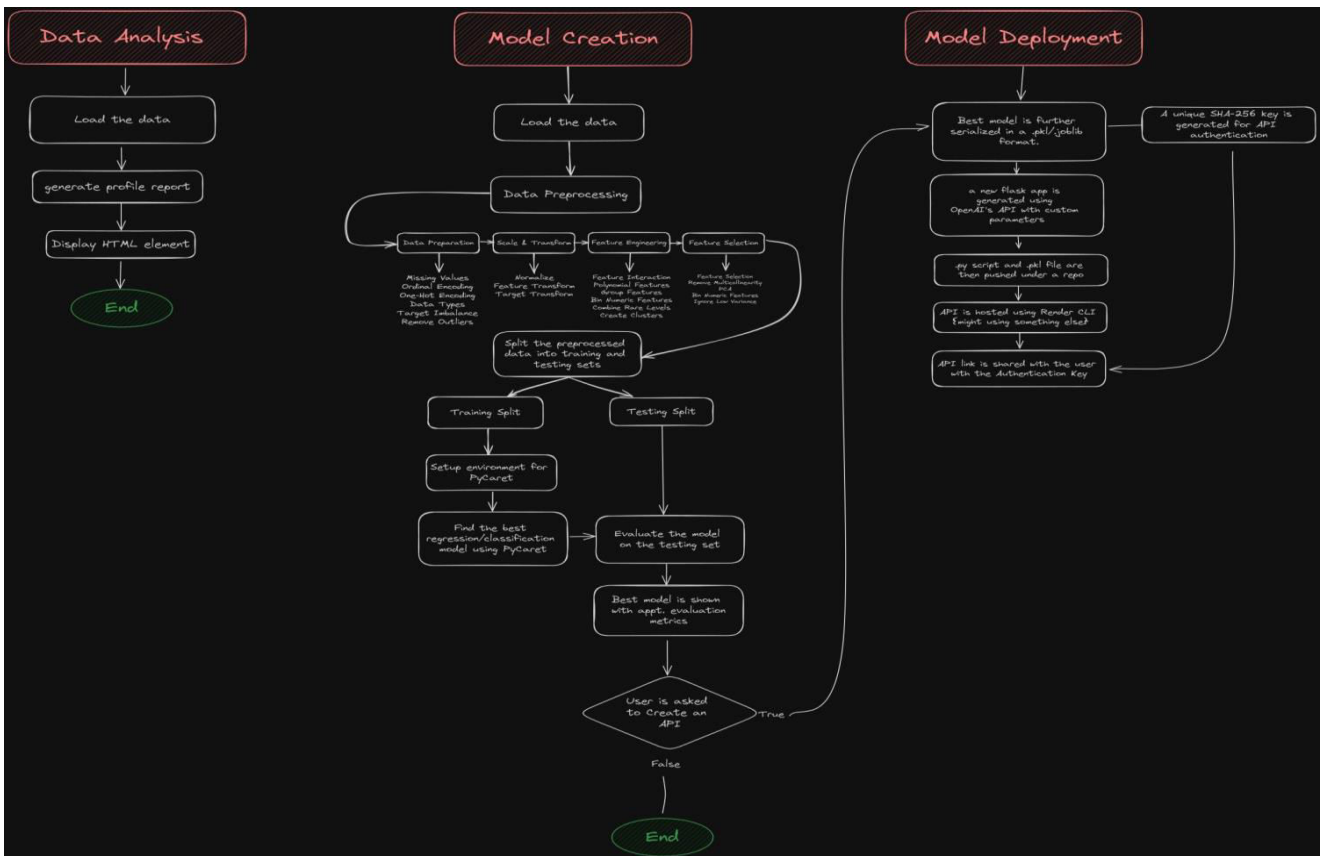 Data Analysis
Load the data
generate profile report
Display HTML element
End
Model Creation
Load the data
Data Preprocessing
Data Preparation
Missing Values
Ordinal Encoding
One-Hot Encoding
Data Types
Target Imbalance
Remove Outliers
Scale & Transform
Normalize
Feature Transform
Target Transform
Feature Engineering
Feature Interaction
Polynomial Features
Group Features
Bin Numeric Features
Combine Rare Levels
Create Clusters
Feature Selection
Feature Selection
Remove Multicollinearity
PCA
Bin Numeric Features
Ignore Low Variance
Split the preprocessed
data into training and
testing sets
Training Split
Testing Split
Setup environment for
PyCaret
Find the best
regression/classification
model using PyCaret
Evaluate the model
on the testing set
Best model is shown
with appt. evaluation
metrics
User is asked
to Create an
API
True
False
End
Model Deployment
Best model is further
serialized in a .pkl/joblib
format.
A unique SHA-256 key is
generated for API
authentication
a new flask app is
generated using
OpenAI's API with custom
parameters
.py script and .pkl file are
then pushed under a repo
API is hosted using Render CLI
{might using something else}
API link is shared with the user
with the Authentication Key